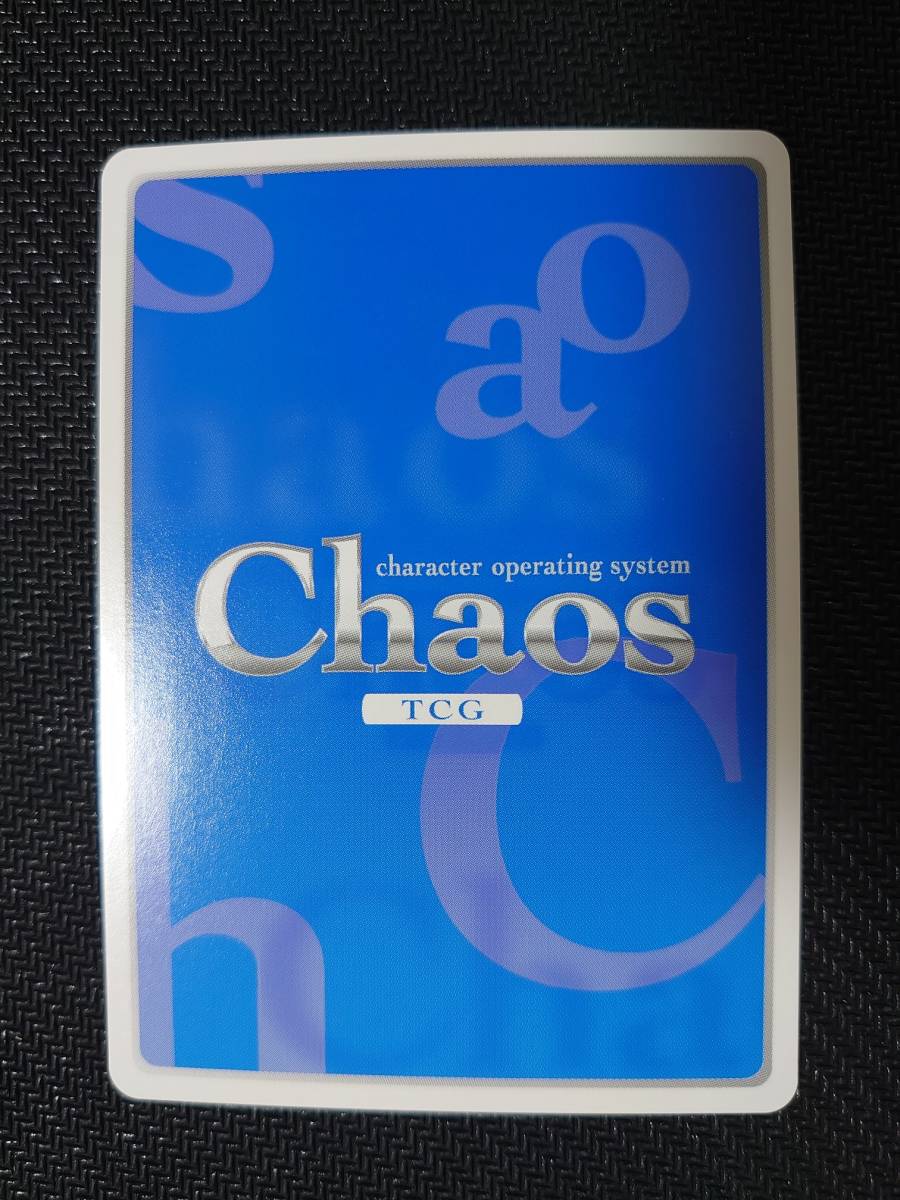 s
o
a
character operating system
Chaos
TCG
C
h